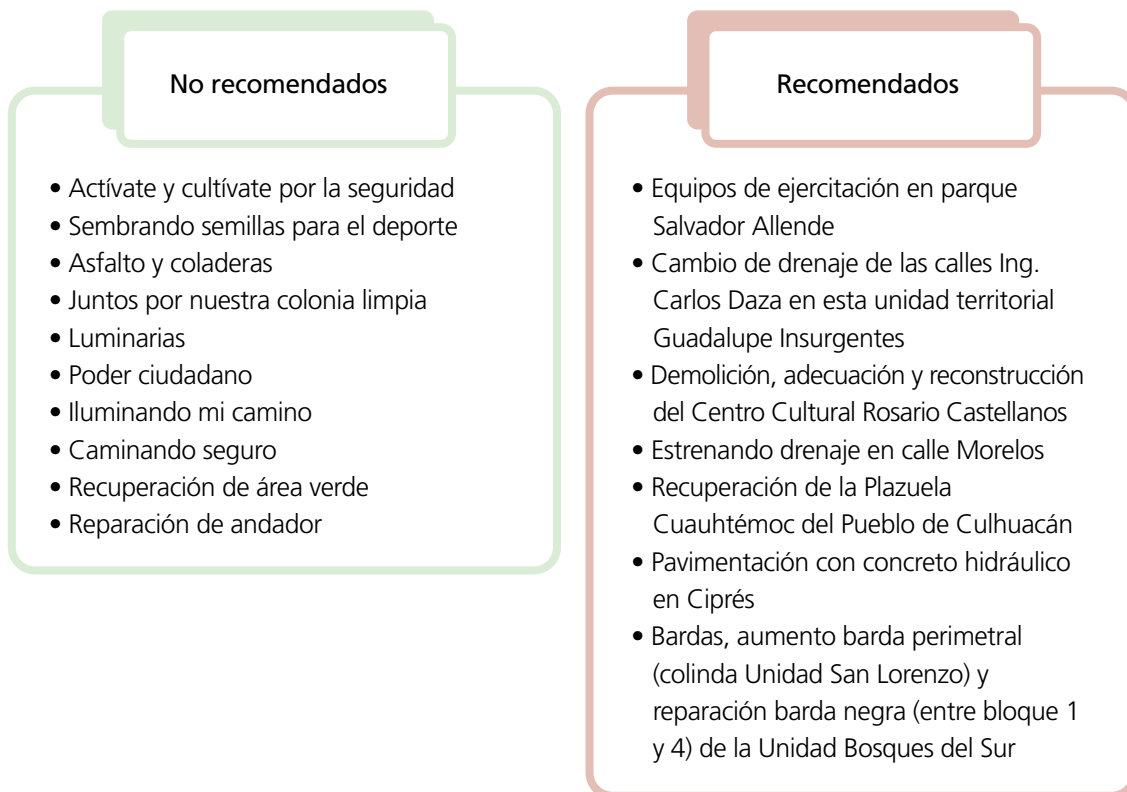 No recomendados
• Actívate y cultívate por la seguridad
• Sembrando semillas para el deporte
• Asfalto y coladeras
• Juntos por nuestra colonia limpia
• Luminarias
• Poder ciudadano
• Iluminando mi camino
• Caminando seguro
• Recuperación de área verde
• Reparación de andador
Recomendados
• Equipos de ejercitación en parque
Salvador Allende
• Cambio de drenaje de las calles Ing.
Carlos Daza en esta unidad territorial
Guadalupe Insurgentes
• Demolición, adecuación y reconstrucción
del Centro Cultural Rosario Castellanos
• Estrenando drenaje en calle Morelos
• Recuperación de la Plazuela
Cuauhtémoc del Pueblo de Culhuacán
• Pavimentación con concreto hidráulico
en Ciprés
• Bardas, aumento barda perimetral
(colinda Unidad San Lorenzo) y
reparación barda negra (entre bloque 1
y 4) de la Unidad Bosques del Sur